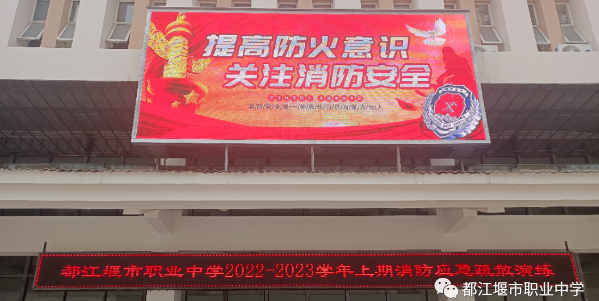 提高防火意识
关注消防安全
都江堰市职业中学2022-2023学年上期消防应急疏散演练
都江堰市职业中学